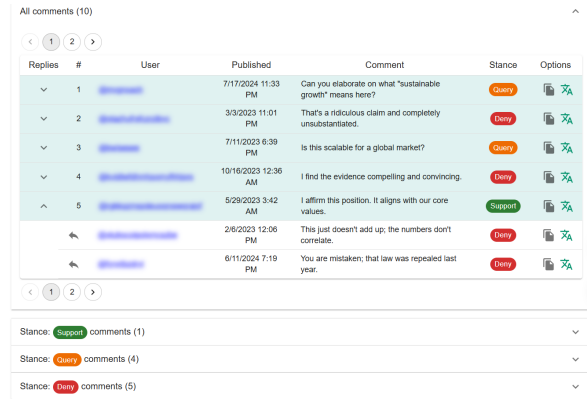 All comments (10)
1 2
Replies # User Published Comment Stance Options
1 7/17/2024 11:33 PM Can you elaborate on what "sustainable growth" means here? Query
2 3/3/2023 11:01 PM That's a ridiculous claim and completely unsubstantiated. Deny
3 7/11/2023 6:39 PM Is this scalable for a global market? Query
4 10/16/2023 12:36 AM I find the evidence compelling and convincing. Deny
5 5/29/2023 3:42 AM I affirm this position. It aligns with our core values. Support
2/6/2023 12:06 PM This just doesn't add up; the numbers don't correlate. Deny
6/11/2024 7:19 PM You are mistaken; that law was repealed last year. Deny
1 2
Stance: Support comments (1)
Stance: Query comments (4)
Stance: Deny comments (5)